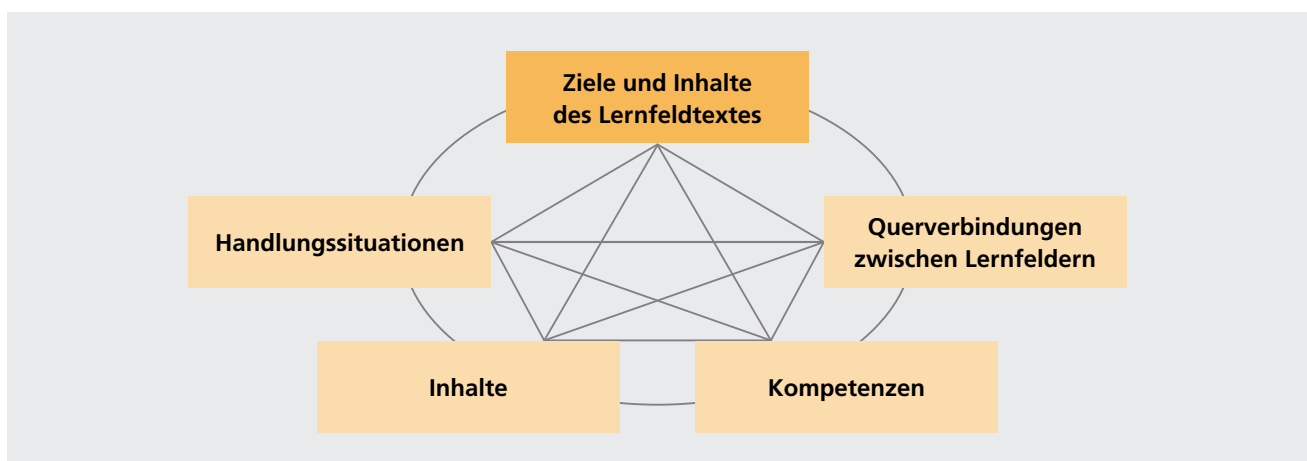 Ziele und Inhalte
des Lernfeldtextes
Handlungssituationen
Querverbindungen
zwischen Lernfeldern
Inhalte
Kompetenzen